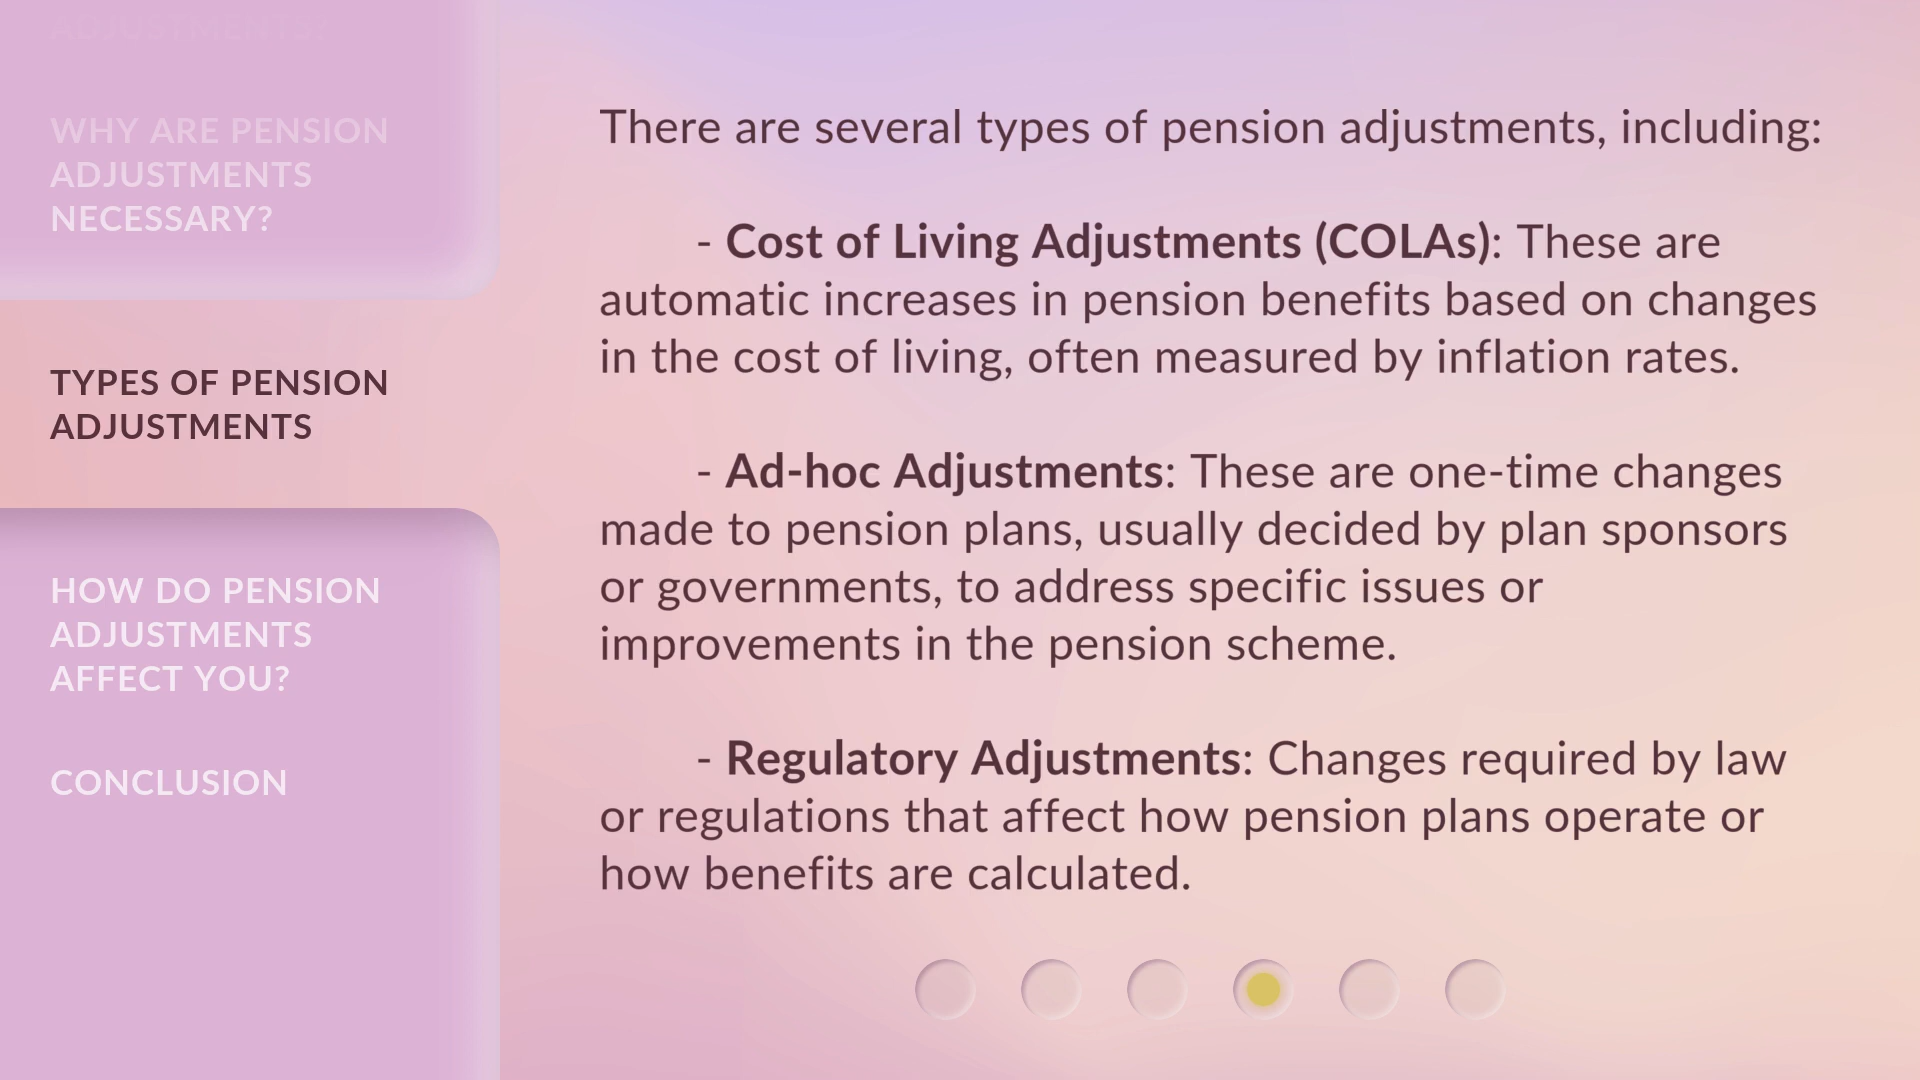 ADJUSTMENTS?
WHY ARE PENSION
ADJUSTMENTS
NECESSARY?
TYPES OF PENSION
ADJUSTMENTS
HOW DO PENSION
ADJUSTMENTS
AFFECT YOU?
CONCLUSION
There are several types of pension adjustments, including:
- Cost of Living Adjustments (COLAs): These are
automatic increases in pension benefits based on changes
in the cost of living, often measured by inflation rates.
- Ad-hoc Adjustments: These are one-time changes
made to pension plans, usually decided by plan sponsors
or governments, to address specific issues or
improvements in the pension scheme.
- Regulatory Adjustments: Changes required by law
or regulations that affect how pension plans operate or
how benefits are calculated.